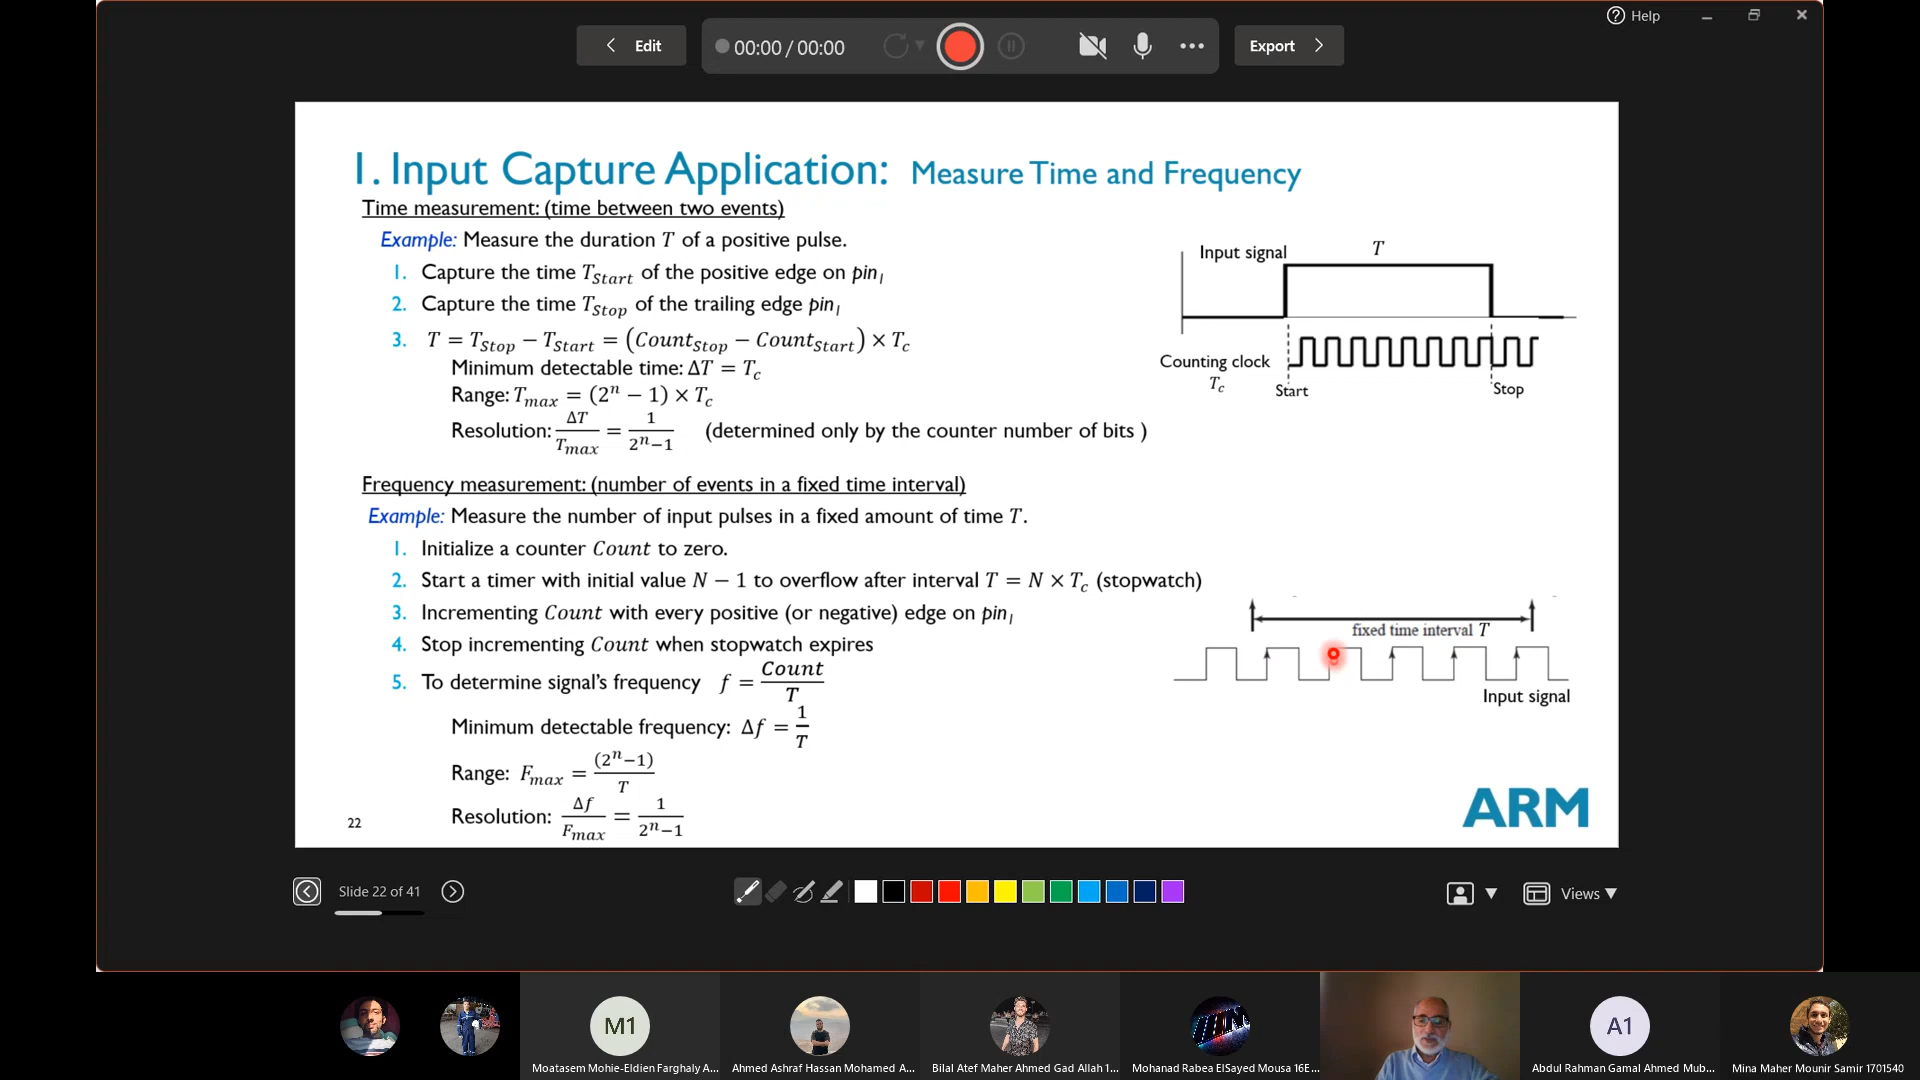 Help
Edit
00:00 / 00:00
Export
1. Input Capture Application: Measure Time and Frequency
Time measurement: (time between two events)
Example: Measure the duration T of a positive pulse.
1. Capture the time T_Start of the positive edge on pin_I
2. Capture the time T_Stop of the trailing edge pin_I
3. T = T_Stop − T_Start = (Count_Stop − Count_Start) × T_c
Minimum detectable time: ΔT = T_c
Range: T_max = (2^n − 1) × T_c
Resolution: ΔT/T_max = 1/(2^n−1) (determined only by the counter number of bits )
Input signal
T
Counting clock
T_c
Start
Stop
Frequency measurement: (number of events in a fixed time interval)
Example: Measure the number of input pulses in a fixed amount of time T.
1. Initialize a counter Count to zero.
2. Start a timer with initial value N − 1 to overflow after interval T = N × T_c (stopwatch)
3. Incrementing Count with every positive (or negative) edge on pin_I
4. Stop incrementing Count when stopwatch expires
5. To determine signal's frequency f = Count/T
Minimum detectable frequency: Δf = 1/T
Range: F_max = (2^n−1)/T
Resolution: Δf/F_max = 1/(2^n−1)
fixed time interval T
Input signal
22
ARM
Slide 22 of 41
Views
M1
A1
Moatasem Mohie-Eldien Farghaly A...
Ahmed Ashraf Hassan Mohamed A...
Bilal Atef Maher Ahmed Gad Allah 1...
Mohanad Rabea ElSayed Mousa 16E...
Abdul Rahman Gamal Ahmed Mub...
Mina Maher Mounir Samir 1701540